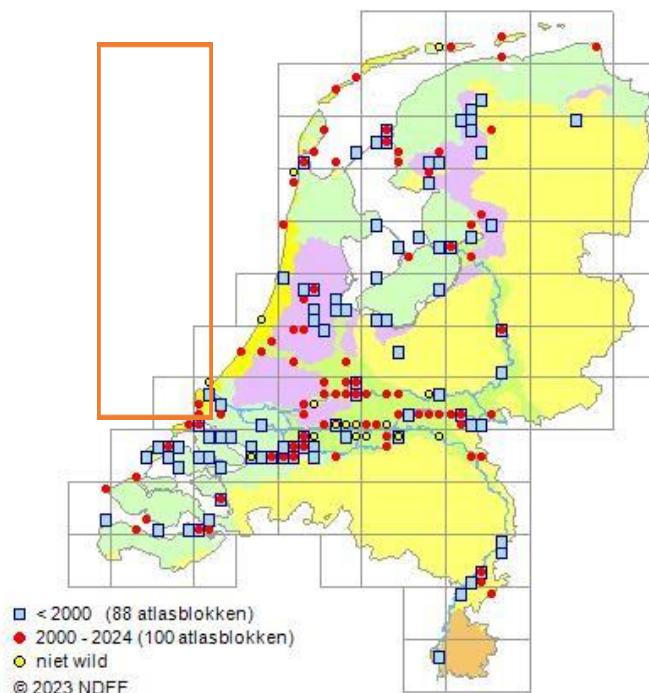 < 2000 (88 atlasblokken)
2000 - 2024 (100 atlasblokken)
niet wild
© 2023 NDFF